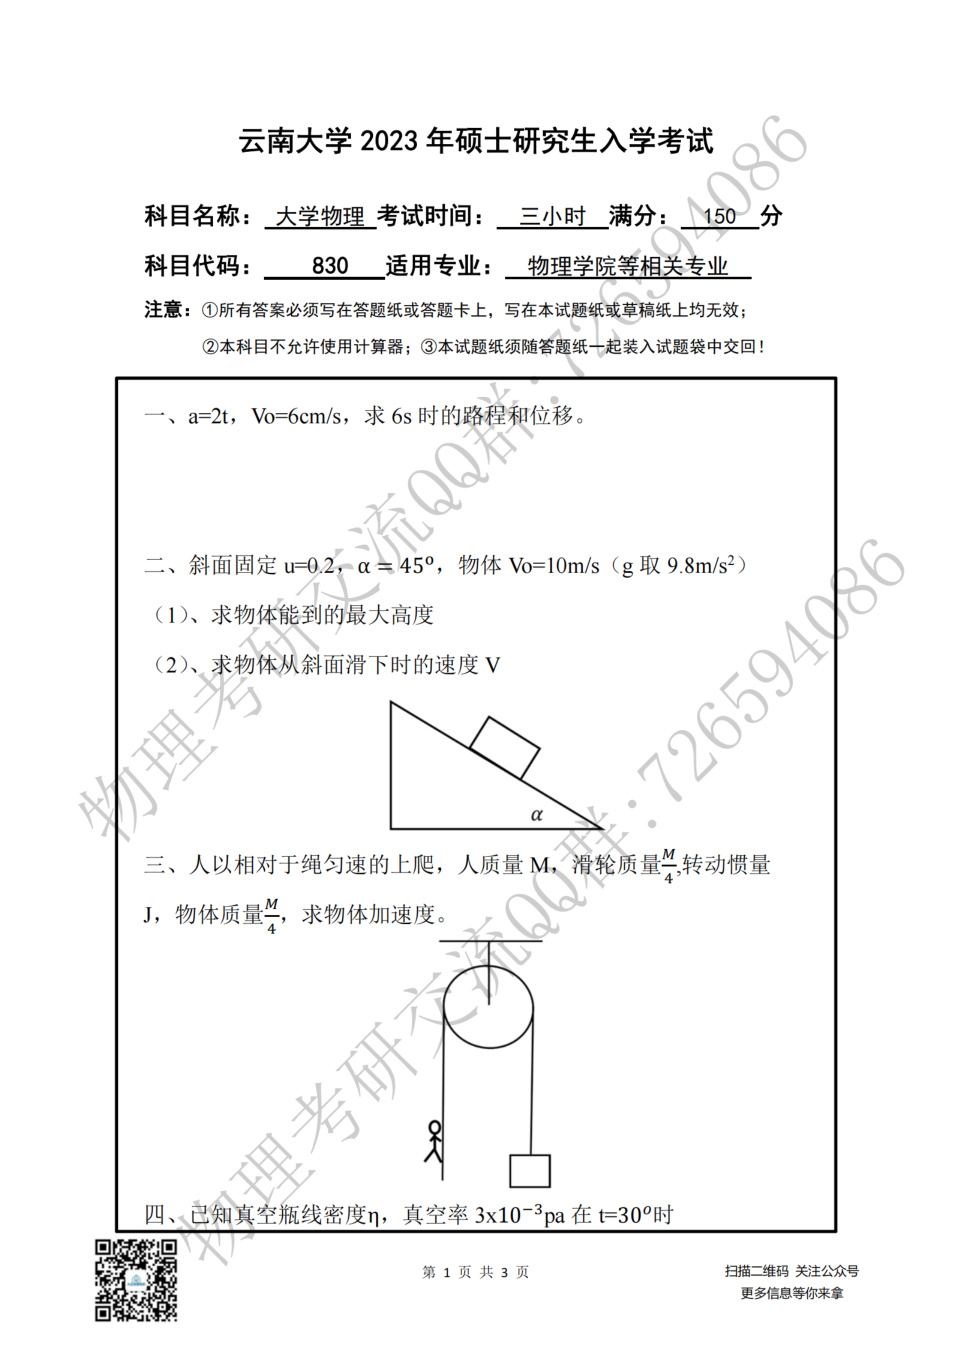 云南大学 2023 年硕士研究生入学考试
科目名称： 大学物理 考试时间： 三小时 满分： 150 分
科目代码： 830 适用专业： 物理学院等相关专业
注意：①所有答案必须写在答题纸或答题卡上，写在本试题纸或草稿纸上均无效；
②本科目不允许使用计算器；③本试题纸须随答题纸一起装入试题袋中交回！
一、a=2t，Vo=6cm/s，求 6s 时的路程和位移。
二、斜面固定 u=0.2，α = 45°，物体 Vo=10m/s（g 取 9.8m/s²）
（1）、求物体能到的最大高度
（2）、求物体从斜面滑下时的速度 V
α
三、人以相对于绳匀速的上爬，人质量 M，滑轮质量M/4,转动惯量
J，物体质量M/4，求物体加速度。
四、已知真空瓶线密度η，真空率 3x10⁻³pa 在 t=30°时
第 1 页 共 3 页
扫描二维码 关注公众号
更多信息等你来拿
物理考研交流QQ群：726594086
物理考研交流QQ群：726594086